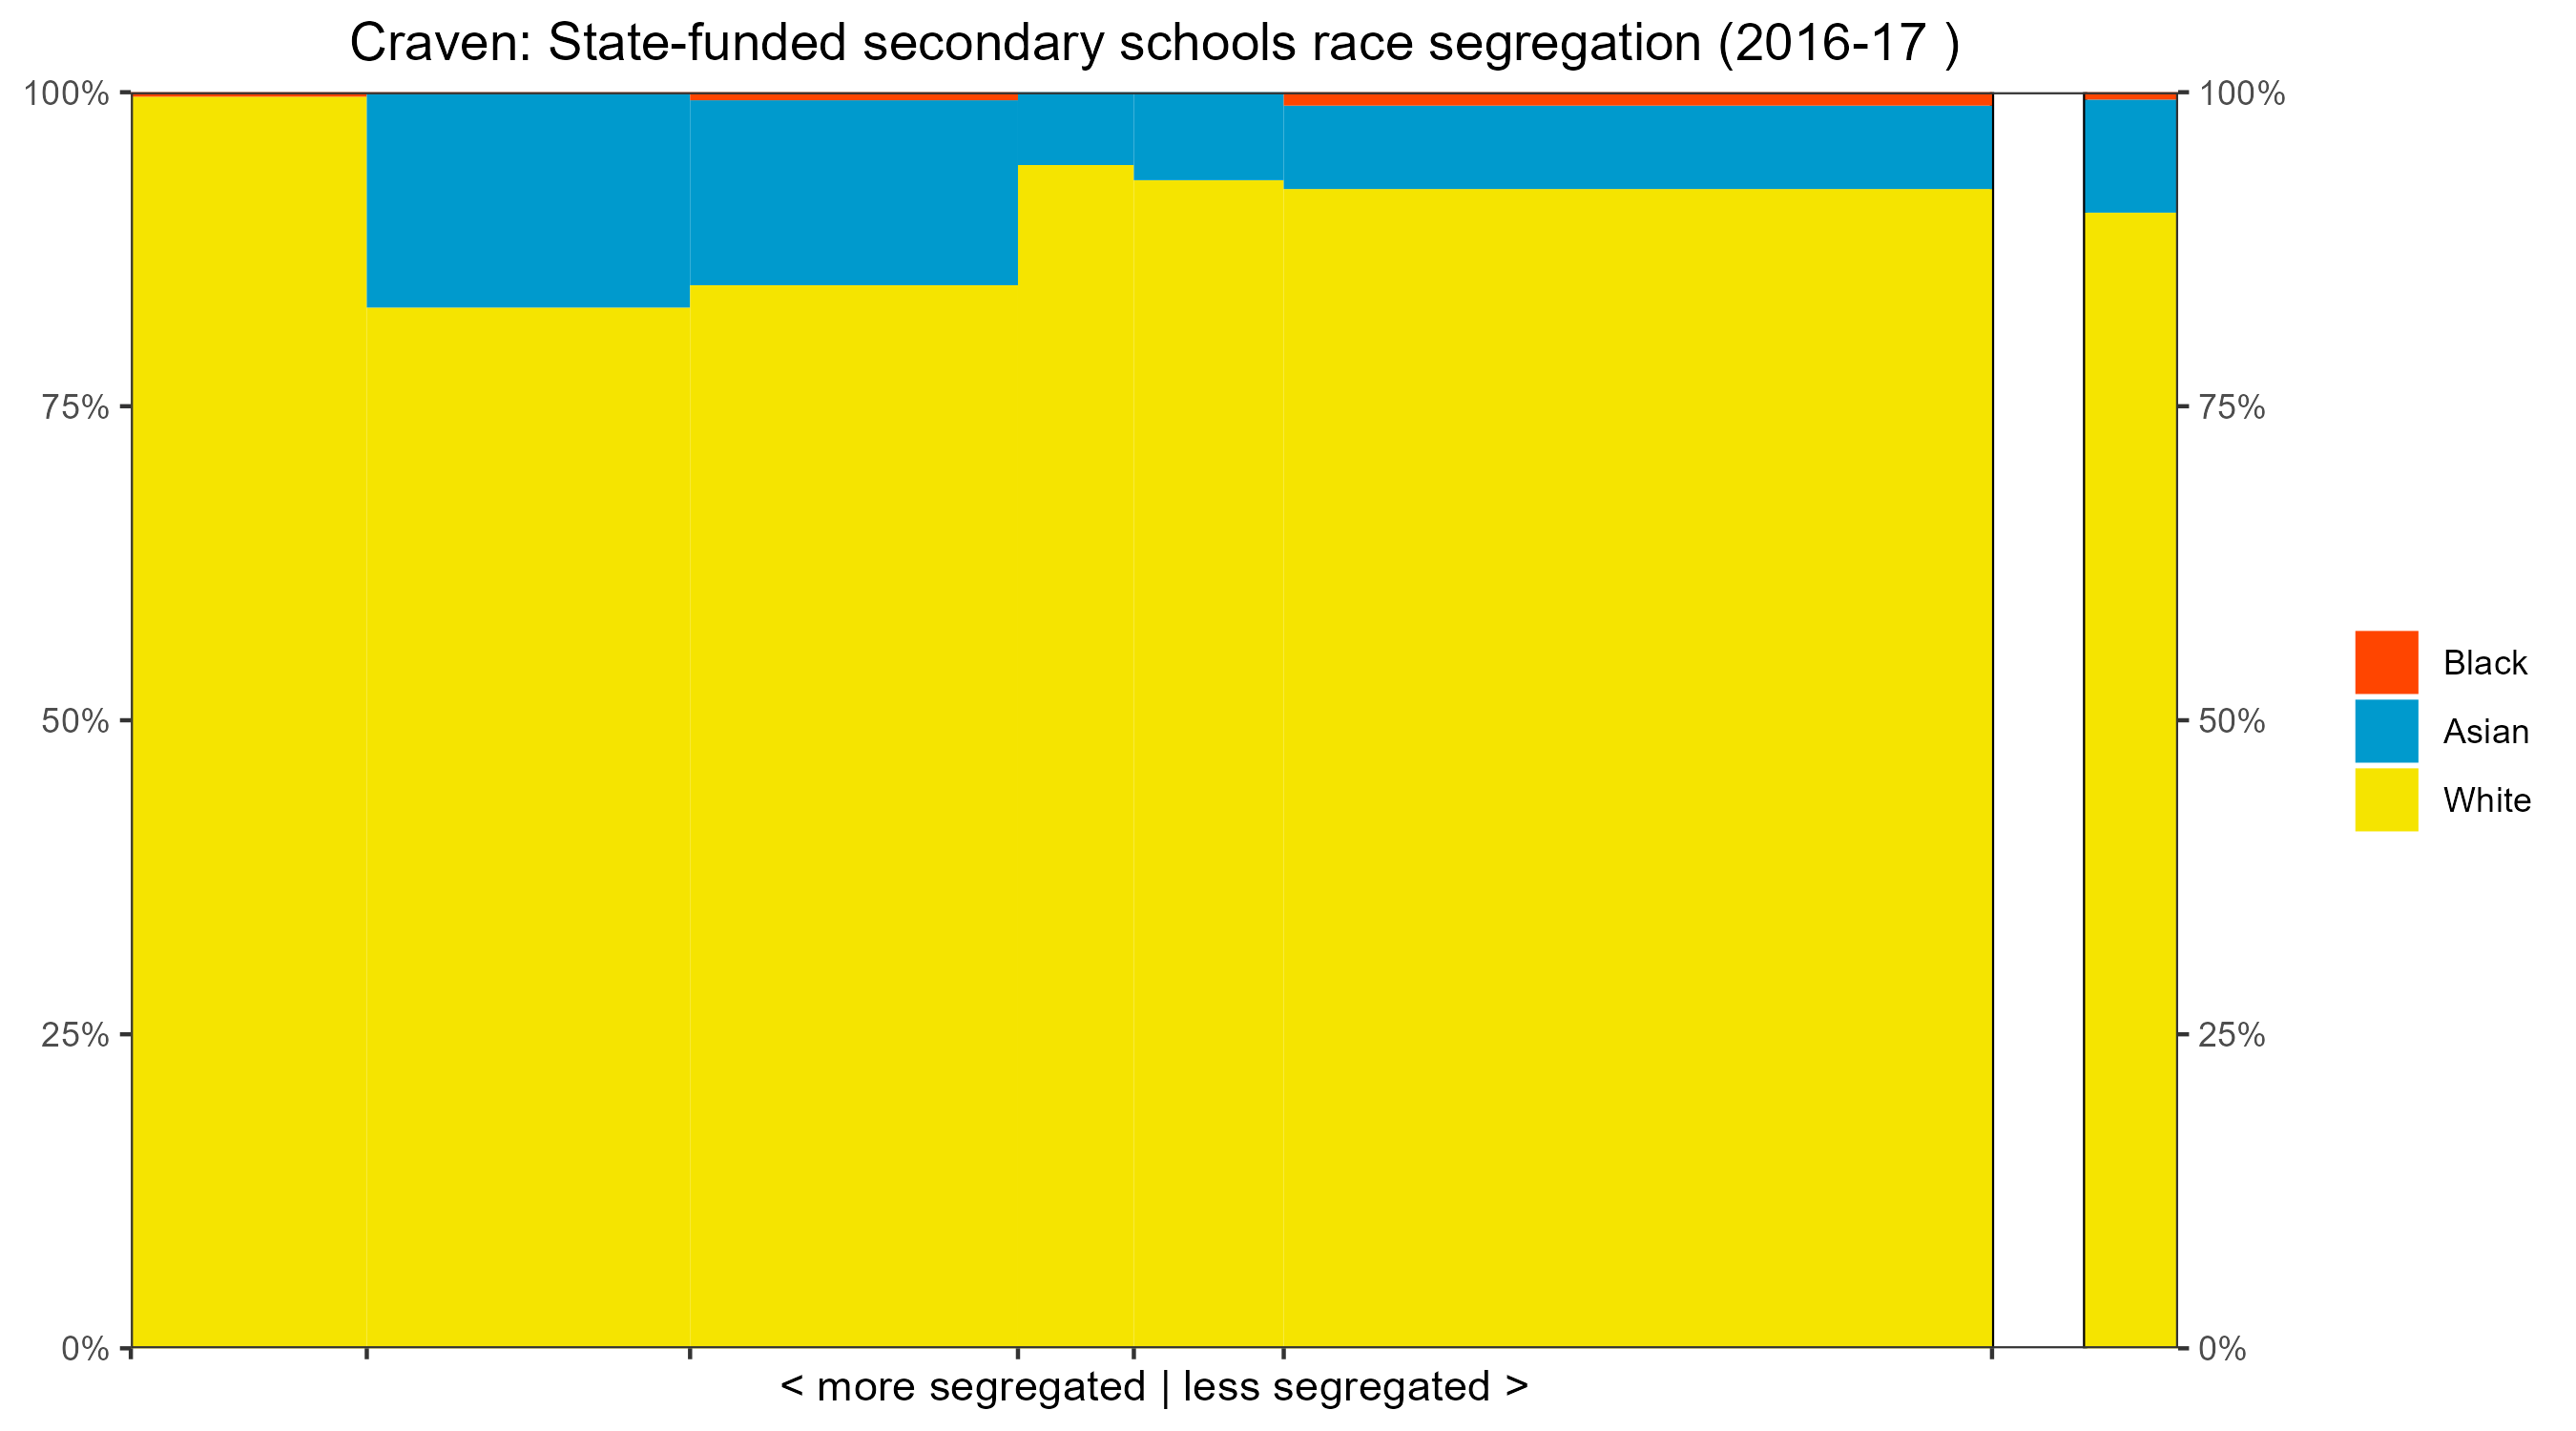 Craven: State-funded secondary schools race segregation (2016-17 )
100%
75%
50%
25%
0%
100%
75%
50%
25%
0%
Black
Asian
White
< more segregated | less segregated >